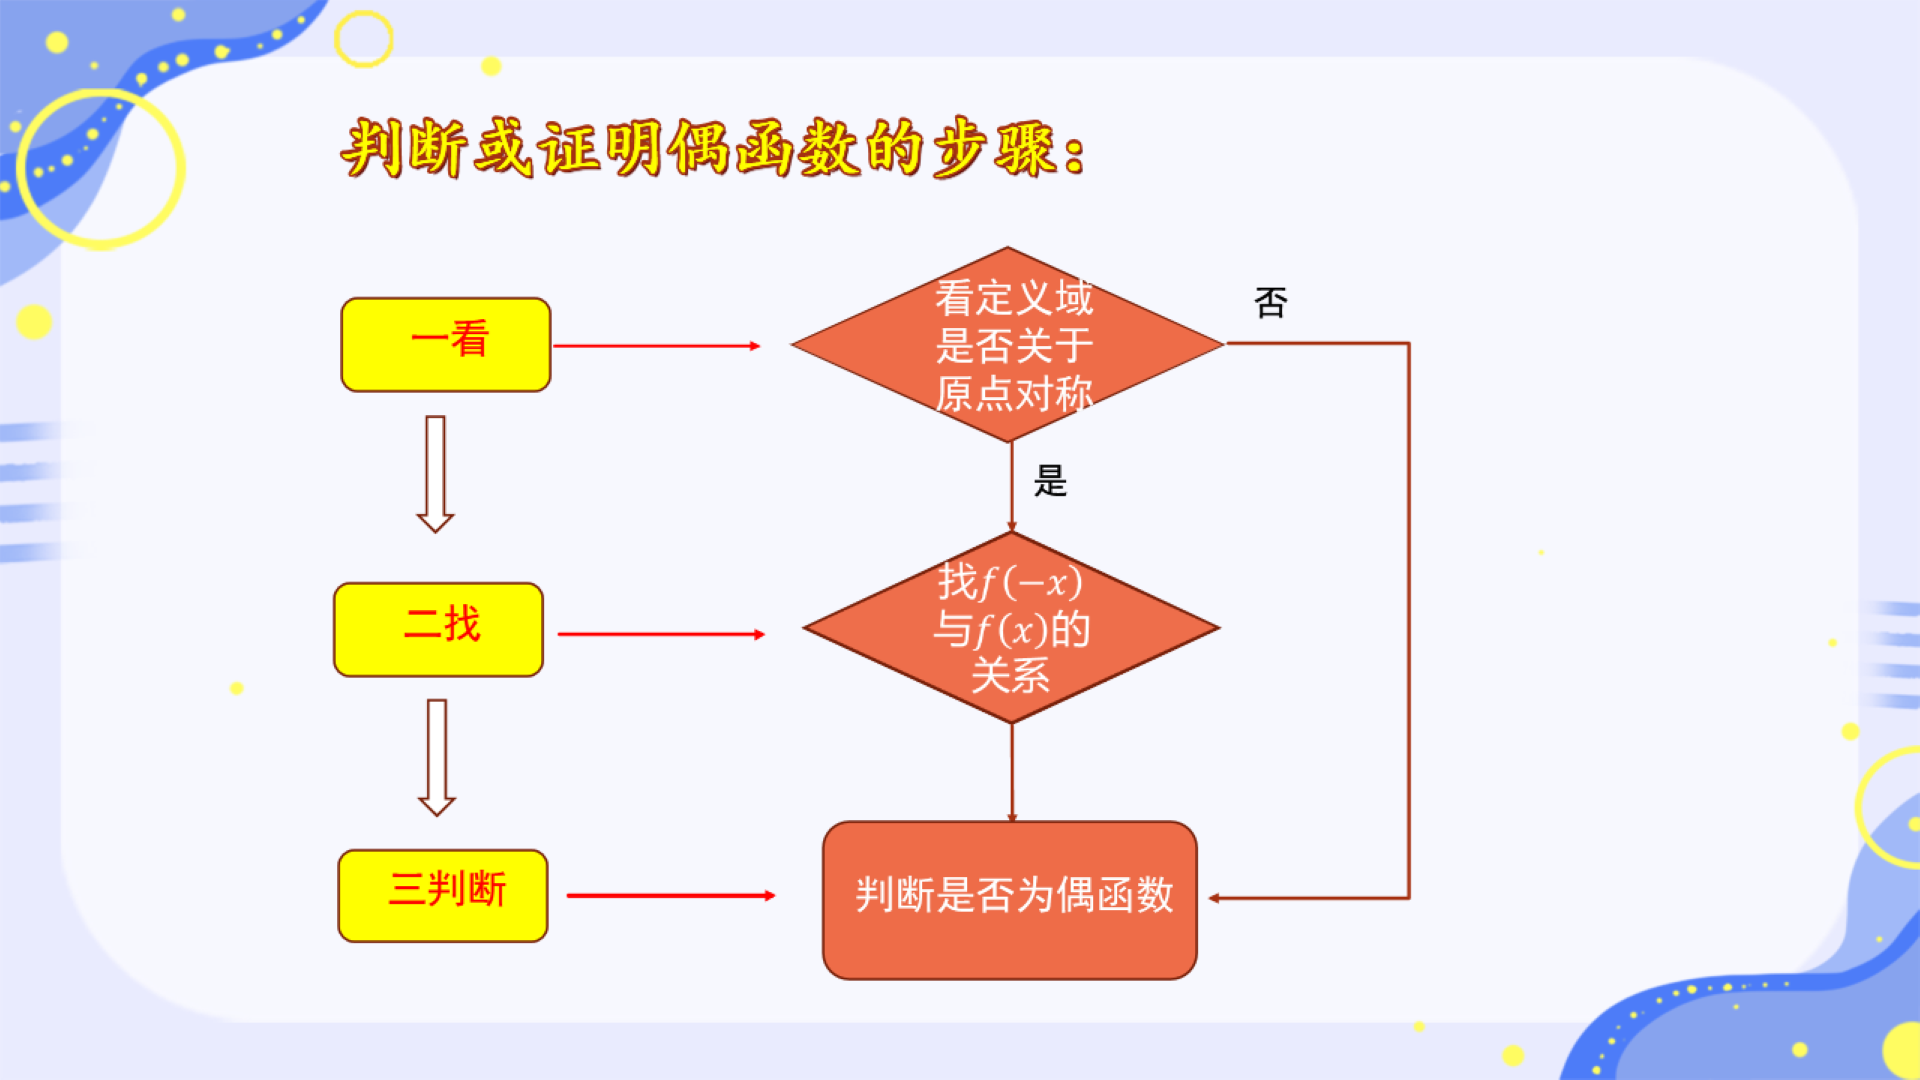 判断或证明偶函数的步骤：
一看
看定义域
是否关于
原点对称
否
是
二找
找f(−x)
与f(x)的
关系
三判断
判断是否为偶函数